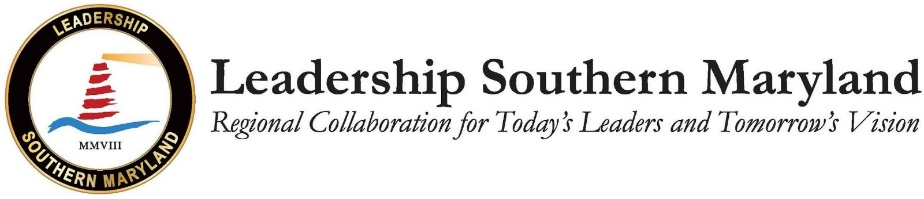 LEADERSHIP
MMVIII
SOUTHERN MARYLAND
Leadership Southern Maryland
Regional Collaboration for Today's Leaders and Tomorrow's Vision